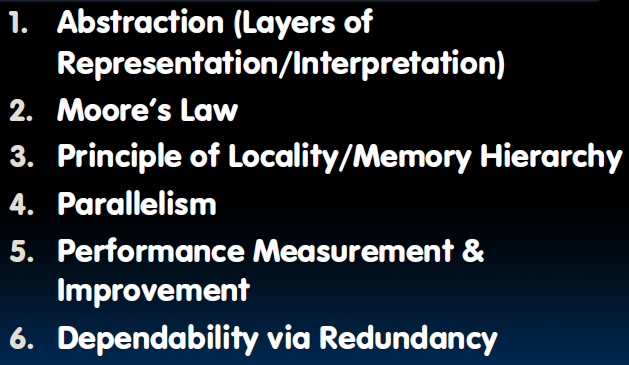 1. Abstraction (Layers of
Representation/Interpretation)
2. Moore's Law
3. Principle of Locality/Memory Hierarchy
4. Parallelism
5. Performance Measurement &
Improvement
6. Dependability via Redundancy